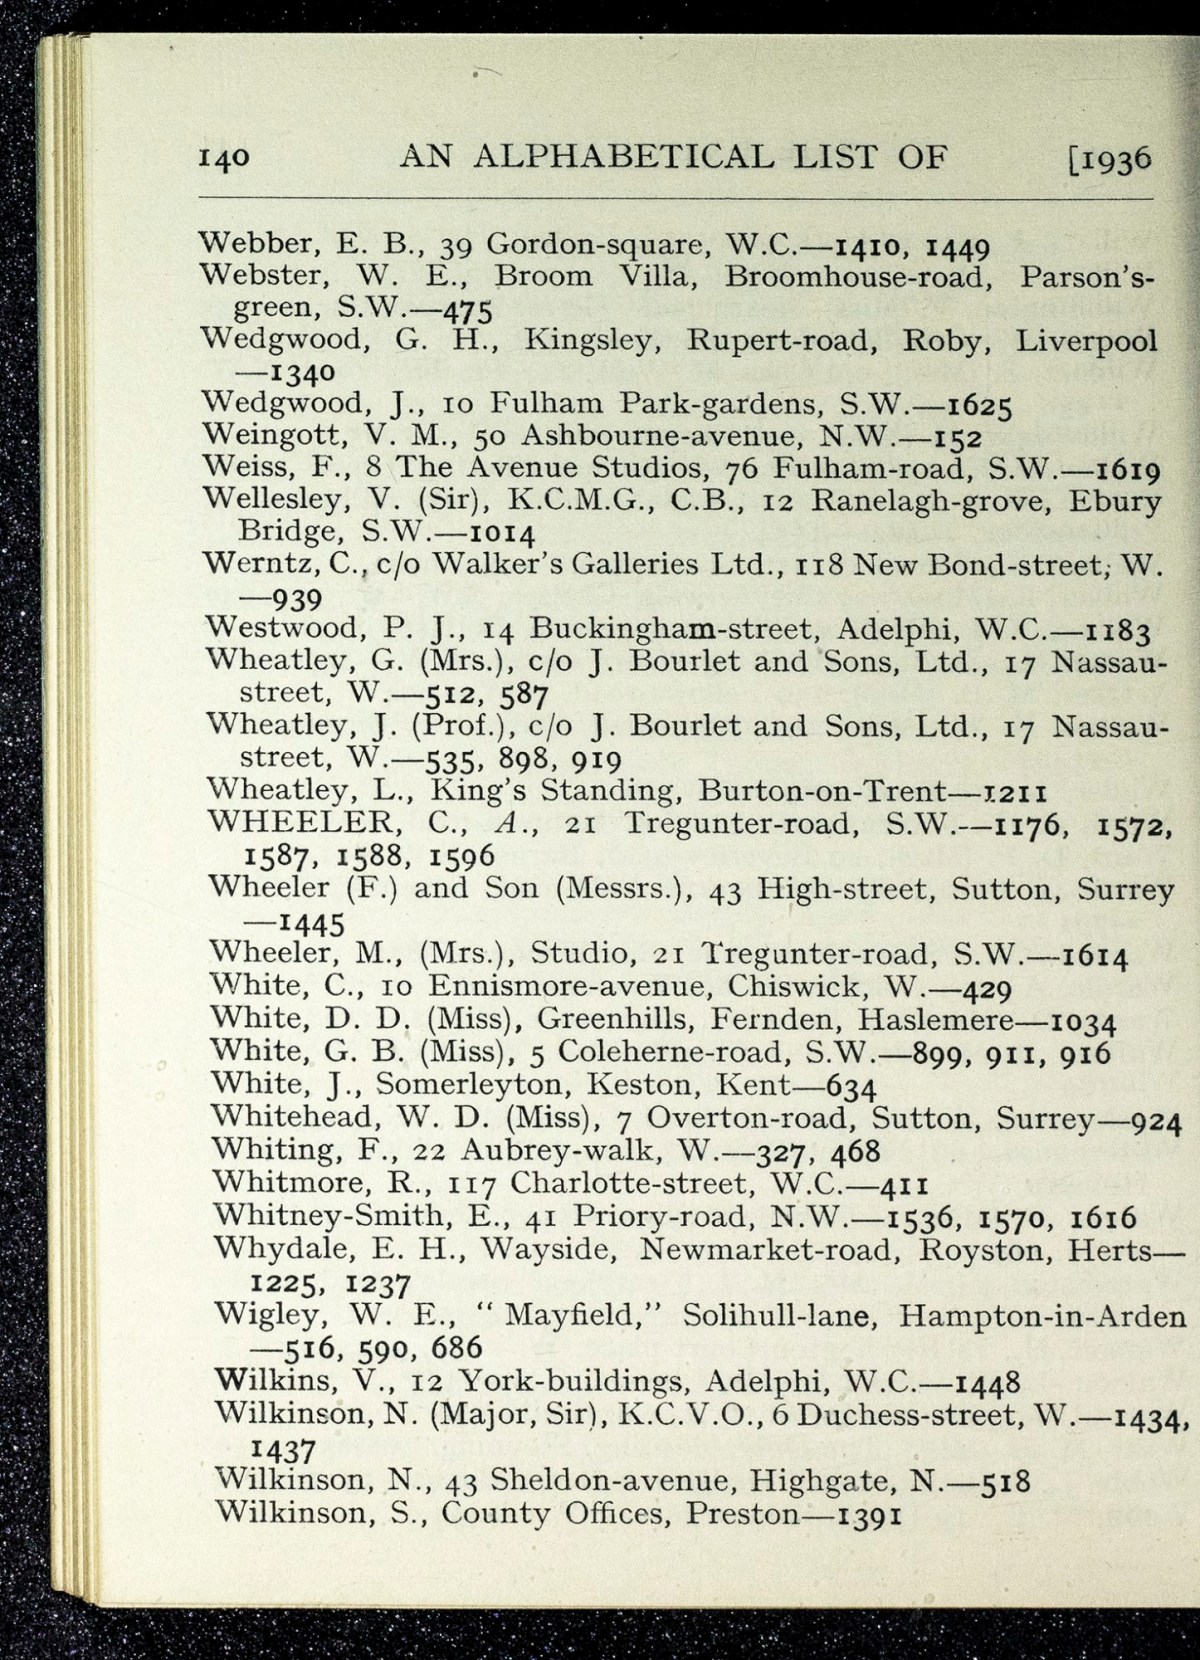 140 AN ALPHABETICAL LIST OF [1936
Webber, E. B., 39 Gordon-square, W.C.—1410, 1449
Webster, W. E., Broom Villa, Broomhouse-road, Parson's-
green, S.W.—475
Wedgwood, G. H., Kingsley, Rupert-road, Roby, Liverpool
—1340
Wedgwood, J., 10 Fulham Park-gardens, S.W.—1625
Weingott, V. M., 50 Ashbourne-avenue, N.W.—152
Weiss, F., 8 The Avenue Studios, 76 Fulham-road, S.W.—1619
Wellesley, V. (Sir), K.C.M.G., C.B., 12 Ranelagh-grove, Ebury
Bridge, S.W.—1014
Werntz, C., c/o Walker's Galleries Ltd., 118 New Bond-street, W.
—939
Westwood, P. J., 14 Buckingham-street, Adelphi, W.C.—1183
Wheatley, G. (Mrs.), c/o J. Bourlet and Sons, Ltd., 17 Nassau-
street, W.—512, 587
Wheatley, J. (Prof.), c/o J. Bourlet and Sons, Ltd., 17 Nassau-
street, W.—535, 898, 919
Wheatley, L., King's Standing, Burton-on-Trent—1211
WHEELER, C., A., 21 Tregunter-road, S.W.—1176, 1572,
1587, 1588, 1596
Wheeler (F.) and Son (Messrs.), 43 High-street, Sutton, Surrey
—1445
Wheeler, M., (Mrs.), Studio, 21 Tregunter-road, S.W.—1614
White, C., 10 Ennismore-avenue, Chiswick, W.—429
White, D. D. (Miss), Greenhills, Fernden, Haslemere—1034
White, G. B. (Miss), 5 Coleherne-road, S.W.—899, 911, 916
White, J., Somerleyton, Keston, Kent—634
Whitehead, W. D. (Miss), 7 Overton-road, Sutton, Surrey—924
Whiting, F., 22 Aubrey-walk, W.—327, 468
Whitmore, R., 117 Charlotte-street, W.C.—411
Whitney-Smith, E., 41 Priory-road, N.W.—1536, 1570, 1616
Whydale, E. H., Wayside, Newmarket-road, Royston, Herts—
1225, 1237
Wigley, W. E., “ Mayfield,” Solihull-lane, Hampton-in-Arden
—516, 590, 686
Wilkins, V., 12 York-buildings, Adelphi, W.C.—1448
Wilkinson, N. (Major, Sir), K.C.V.O., 6 Duchess-street, W.—1434,
1437
Wilkinson, N., 43 Sheldon-avenue, Highgate, N.—518
Wilkinson, S., County Offices, Preston—1391